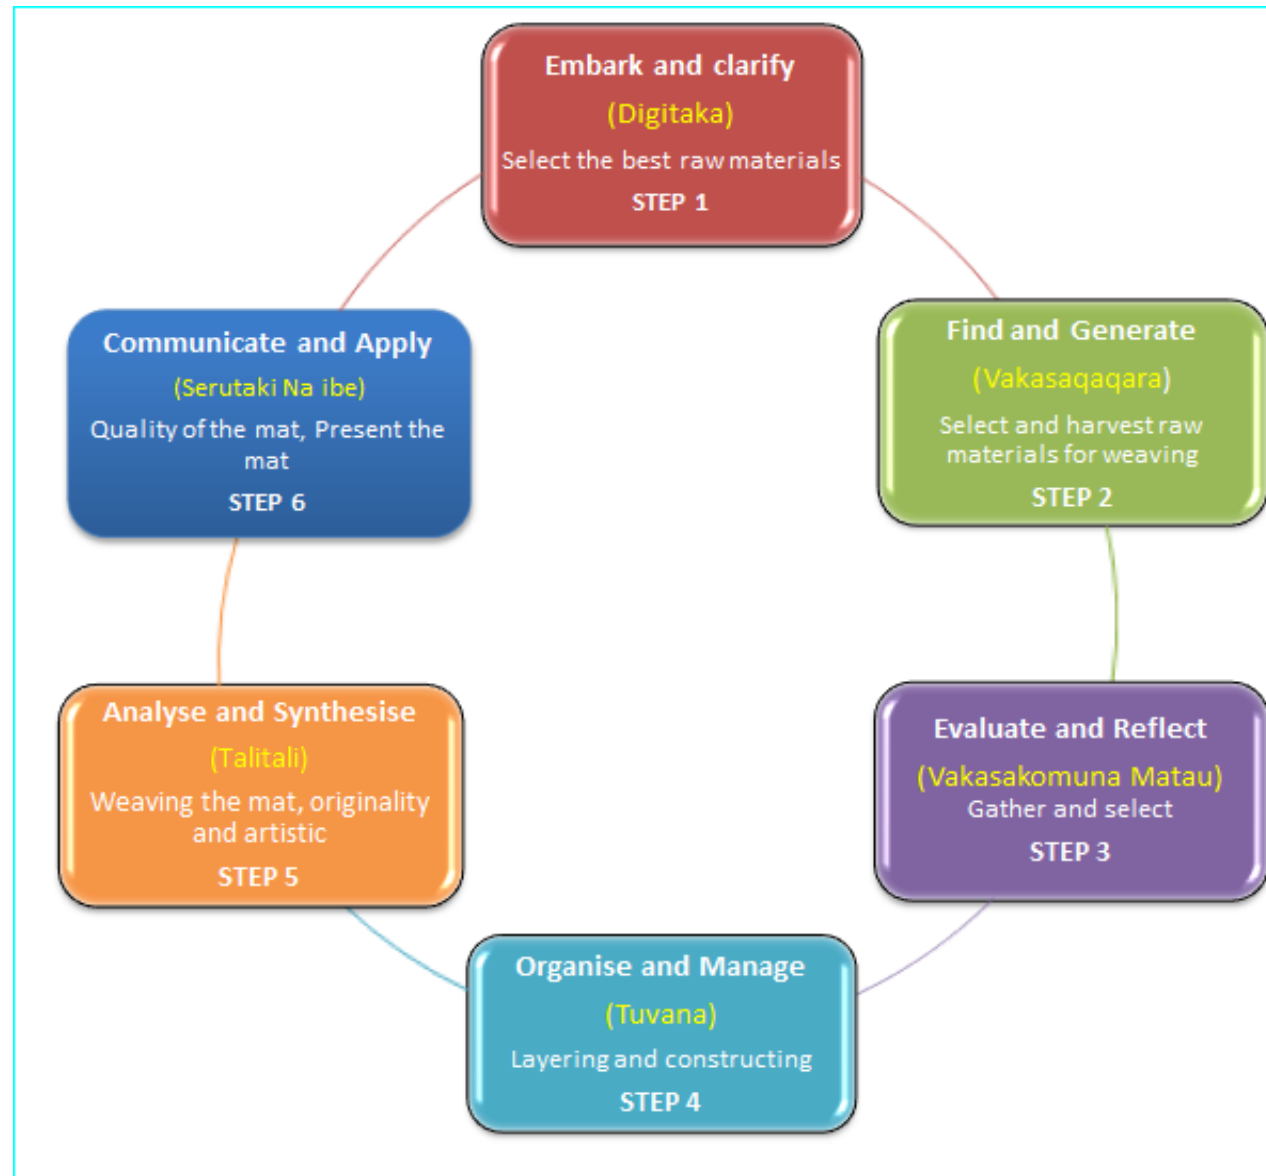 Embark and clarify
(Digitaka)
Select the best raw materials
STEP 1
Find and Generate
(Vakasaqaqara)
Select and harvest raw
materials for weaving
STEP 2
Evaluate and Reflect
(Vakasakomuna Matau)
Gather and select
STEP 3
Organise and Manage
(Tuvana)
Layering and constructing
STEP 4
Analyse and Synthesise
(Talitali)
Weaving the mat, originality
and artistic
STEP 5
Communicate and Apply
(Serutaki Na ibe)
Quality of the mat, Present the
mat
STEP 6